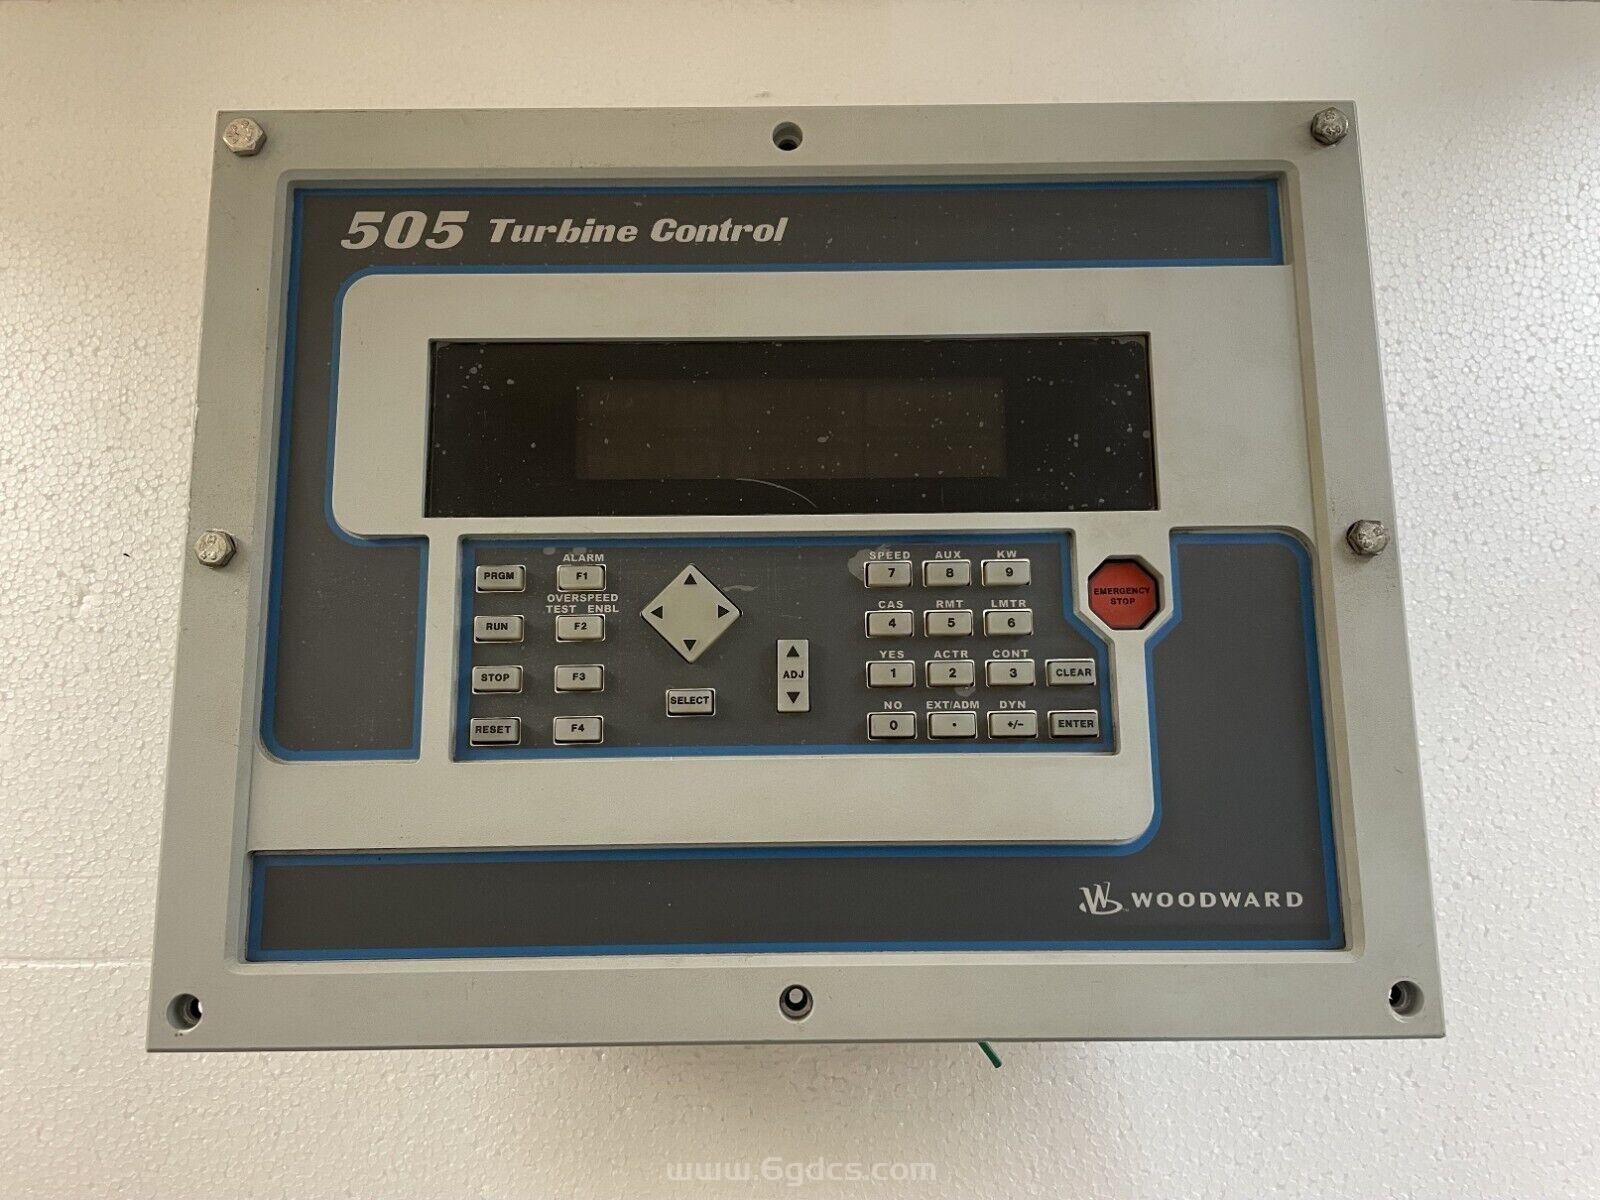 505 Turbine Control
ALARM
SPEED AUX KW
PRGM F1 7 8 9
OVERSPEED
TEST ENBL
EMERGENCY
STOP
CAS RMT LMTR
RUN F2 4 5 6
YES ACTR CONT
STOP F3 ADJ 1 2 3 CLEAR
SELECT
NO EXT/ADM DYN
RESET F4 0 . +/- ENTER
WOODWARD
www.6gdcs.com